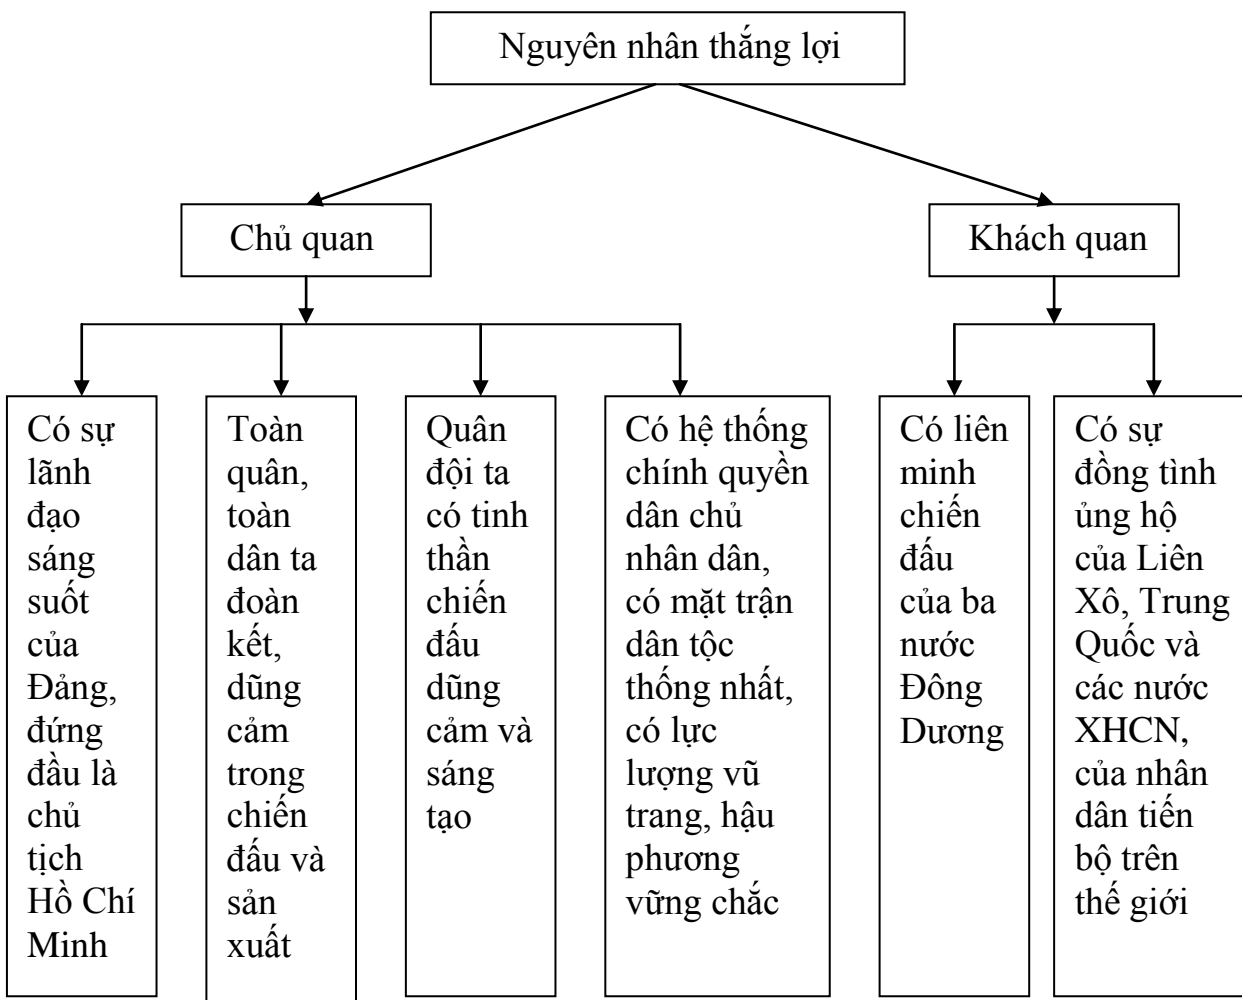 Nguyên nhân thắng lợi
Chủ quan
Khách quan
Có sự
lãnh
đạo
sáng
suốt
của
Đảng,
đứng
đầu là
chủ
tịch
Hồ Chí
Minh
Toàn
quân,
toàn
dân ta
đoàn
kết,
dũng
cảm
trong
chiến
đấu và
sản
xuất
Quân
đội ta
có tinh
thần
chiến
đấu
dũng
cảm và
sáng
tạo
Có hệ thống
chính quyền
dân chủ
nhân dân,
có mặt trận
dân tộc
thống nhất,
có lực
lượng vũ
trang, hậu
phương
vững chắc
Có liên
minh
chiến
đấu
của ba
nước
Đông
Dương
Có sự
đồng tình
ủng hộ
của Liên
Xô, Trung
Quốc và
các nước
XHCN,
của nhân
dân tiến
bộ trên
thế giới